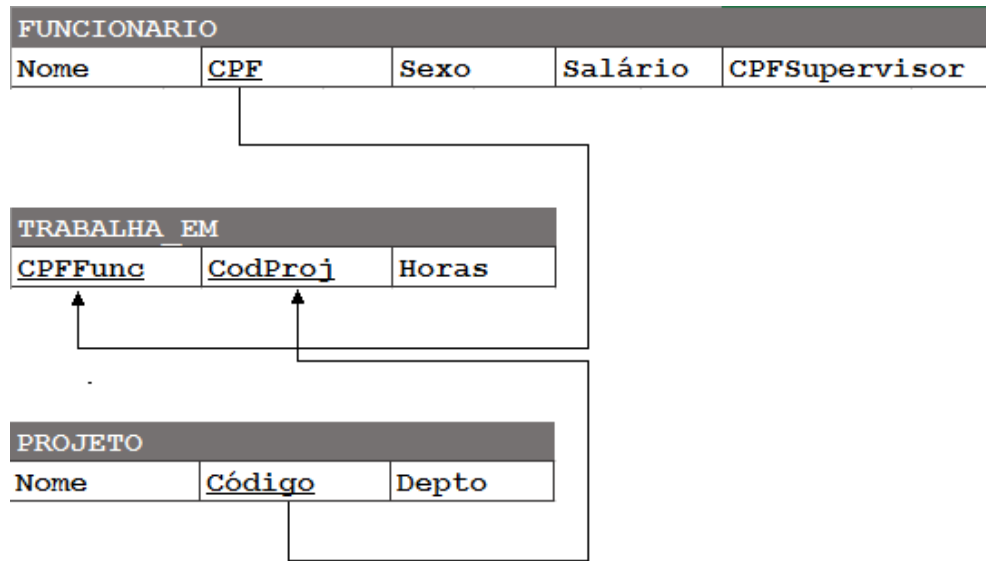 FUNCIONARIO
Nome CPF Sexo Salário CPFSupervisor
TRABALHA_EM
CPFFunc CodProj Horas
PROJETO
Nome Código Depto